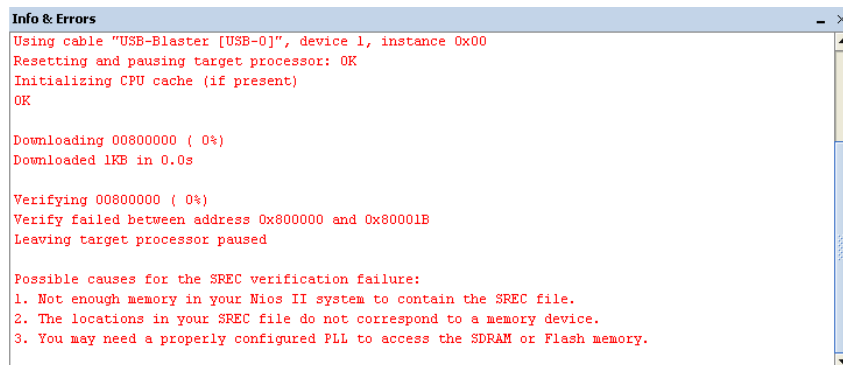 Info & Errors
Using cable "USB-Blaster [USB-0]", device 1, instance 0x00
Resetting and pausing target processor: OK
Initializing CPU cache (if present)
OK
Downloading 00800000 ( 0%)
Downloaded 1KB in 0.0s
Verifying 00800000 ( 0%)
Verify failed between address 0x800000 and 0x80001B
Leaving target processor paused
Possible causes for the SREC verification failure:
1. Not enough memory in your Nios II system to contain the SREC file.
2. The locations in your SREC file do not correspond to a memory device.
3. You may need a properly configured PLL to access the SDRAM or Flash memory.